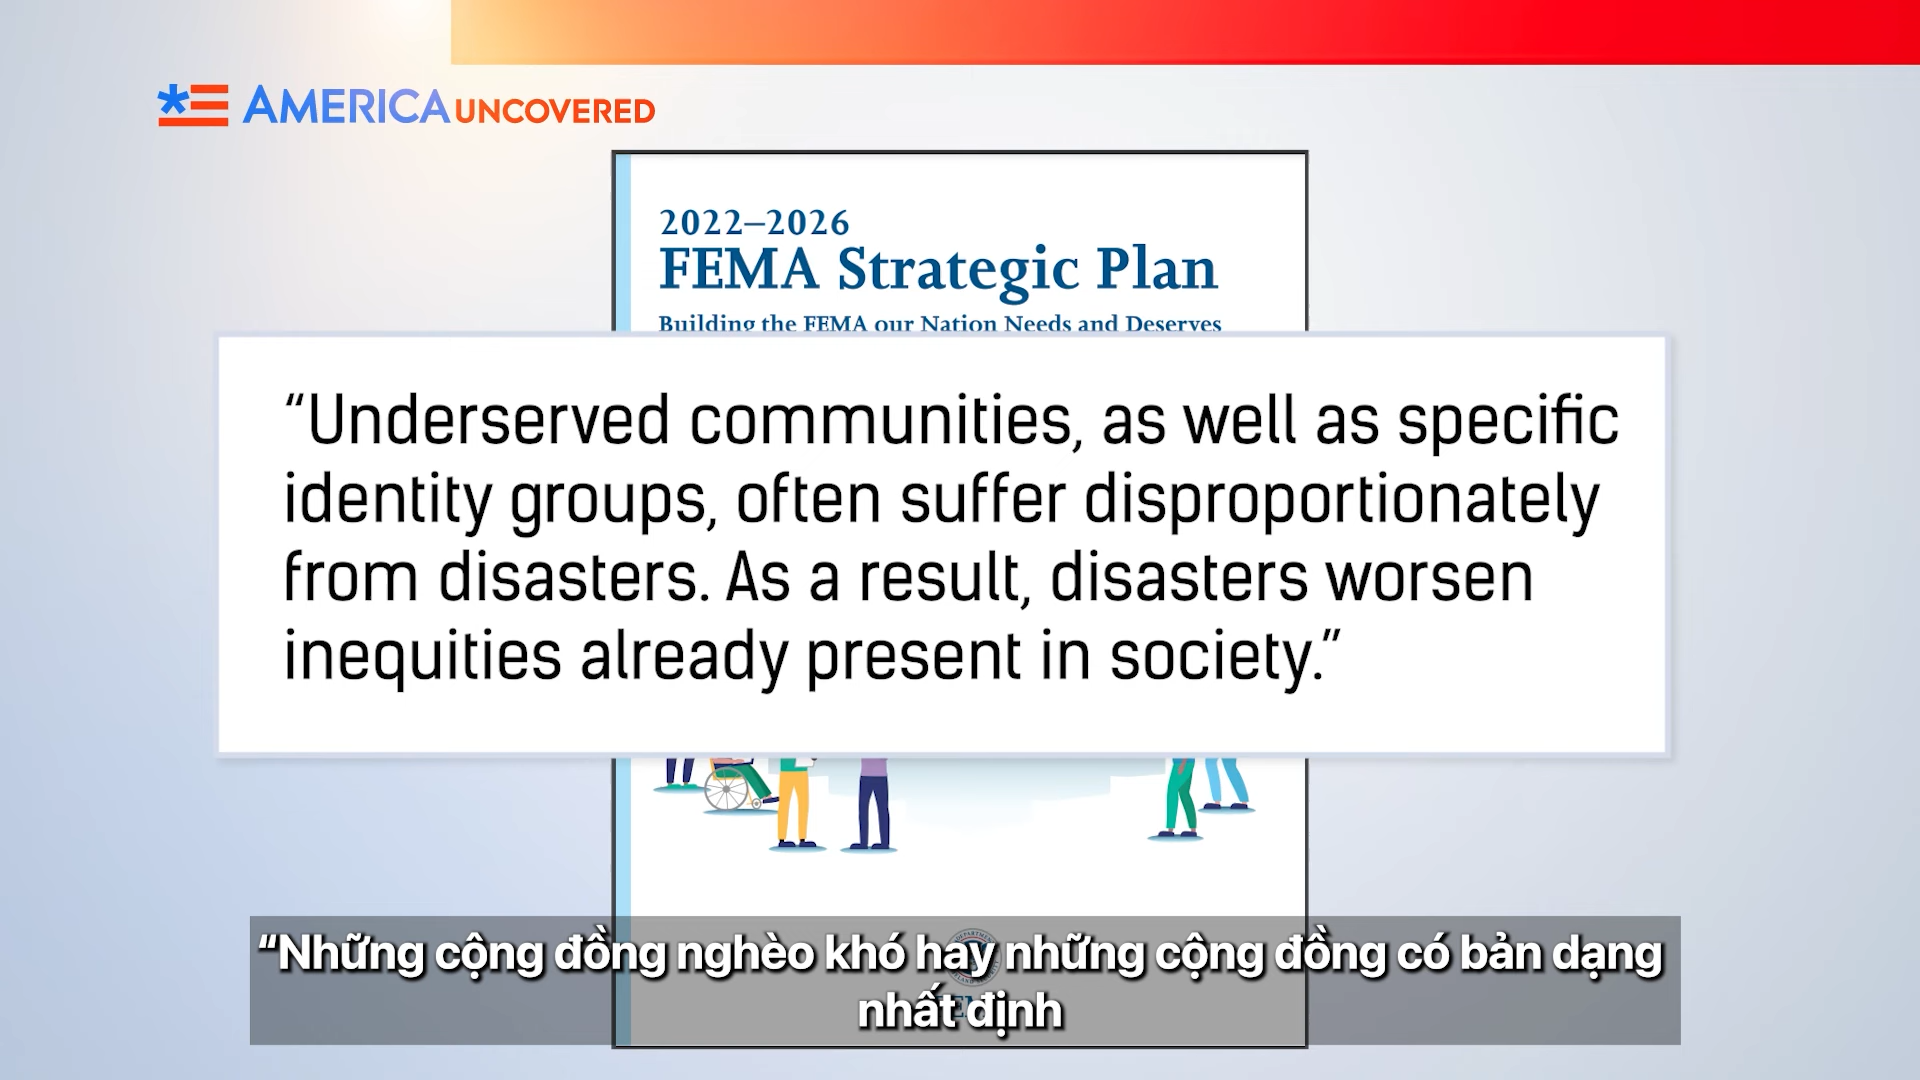 AMERICA UNCOVERED
2022–2026
FEMA Strategic Plan
Building the FEMA our Nation Needs and Deserves
“Underserved communities, as well as specific
identity groups, often suffer disproportionately
from disasters. As a result, disasters worsen
inequities already present in society.”
“Những cộng đồng nghèo khó hay những cộng đồng có bản dạng
nhất định